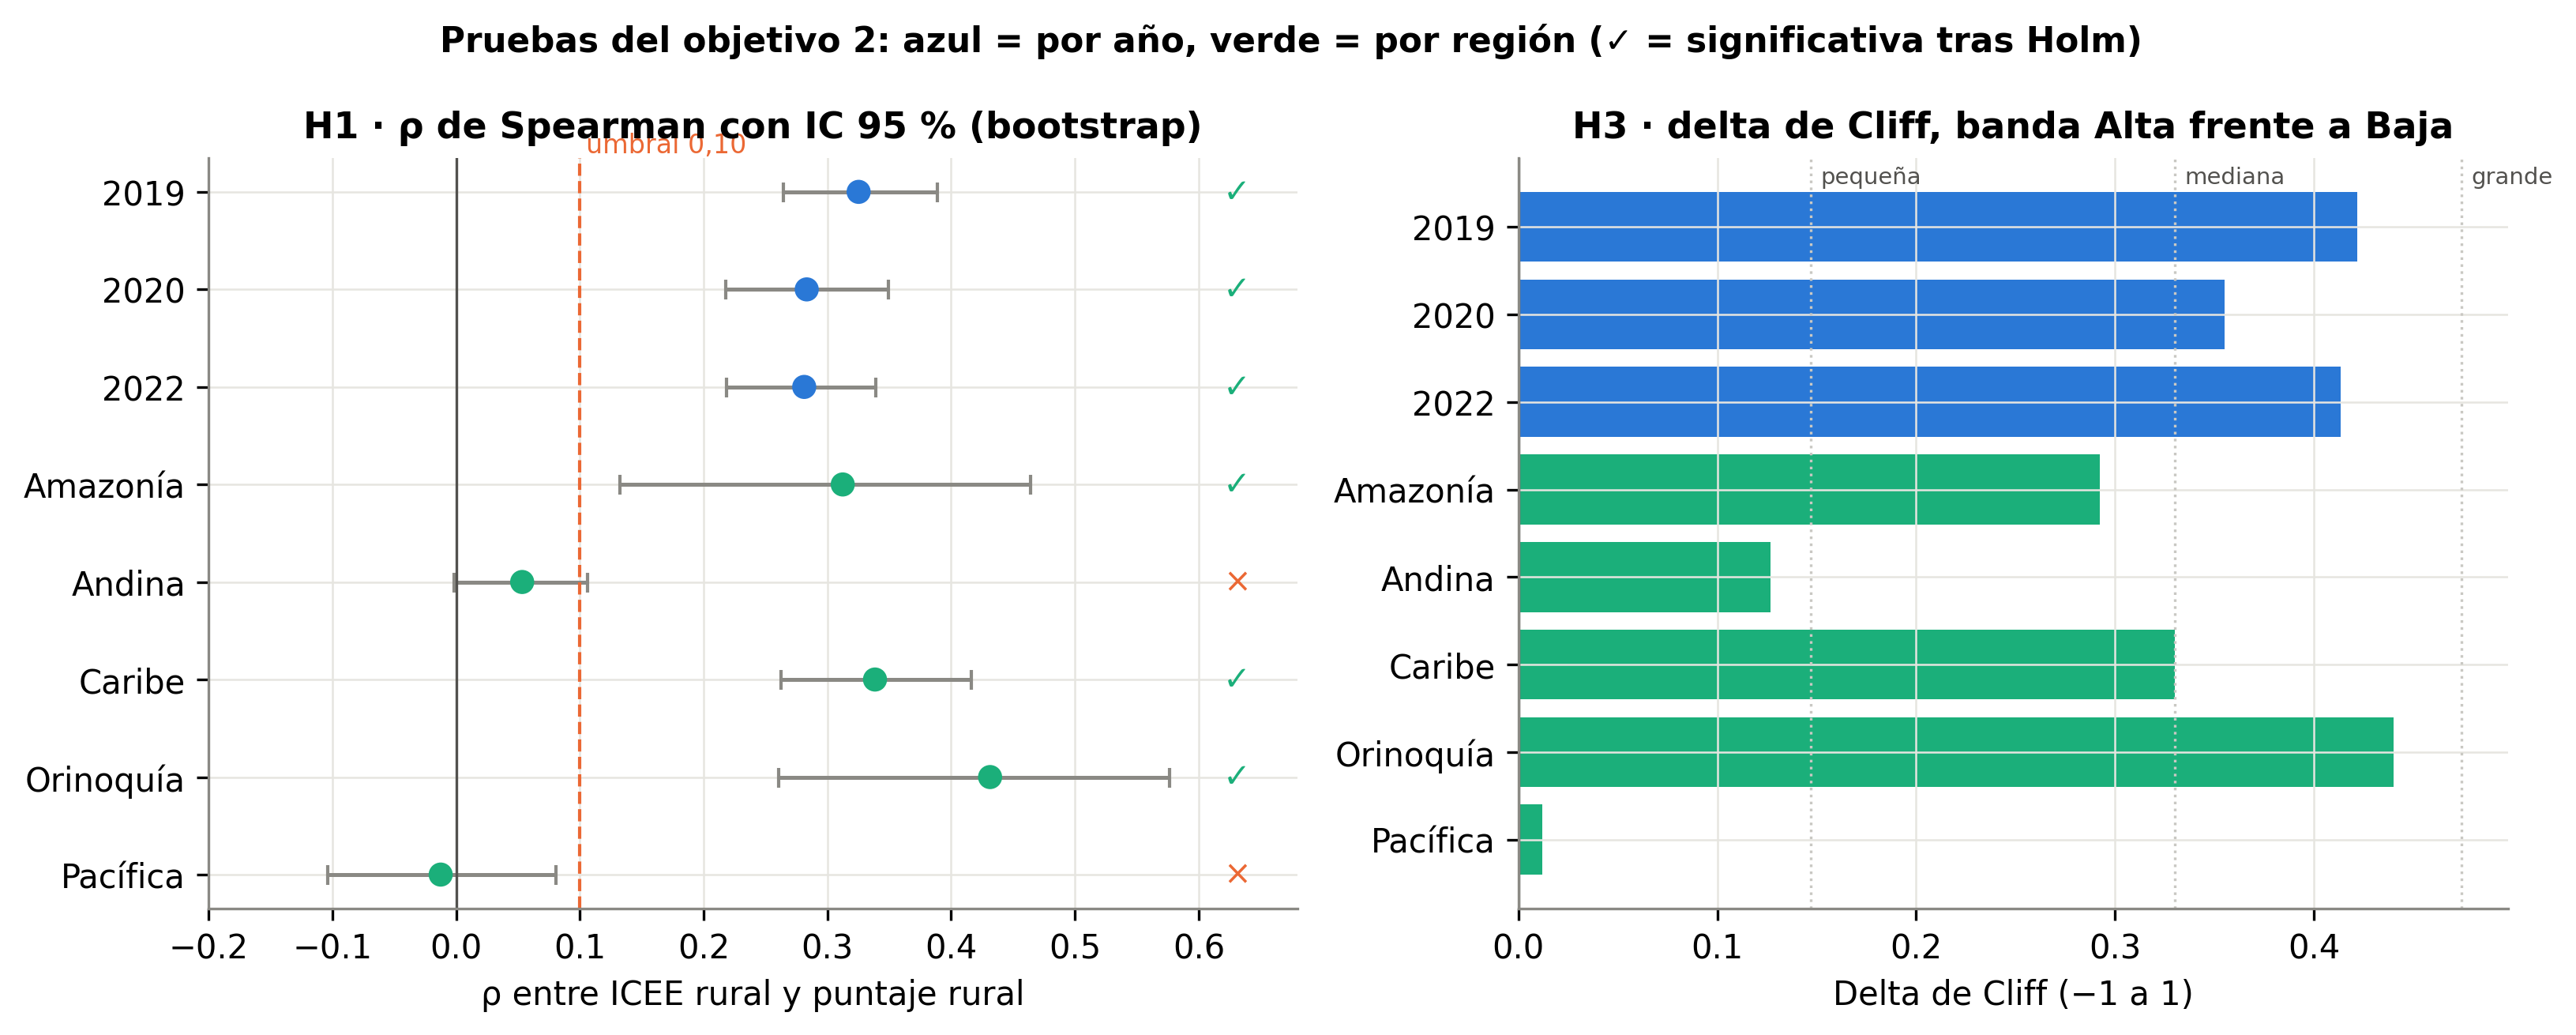 Pruebas del objetivo 2: azul = por año, verde = por región (✓ = significativa tras Holm)
H1 · ρ de Spearman con IC 95 % (bootstrap)
umbral 0,10
2019
✓
2020
✓
2022
✓
Amazonía
✓
Andina
×
Caribe
✓
Orinoquía
✓
Pacífica
×
−0.2 −0.1 0.0 0.1 0.2 0.3 0.4 0.5 0.6
ρ entre ICEE rural y puntaje rural
H3 · delta de Cliff, banda Alta frente a Baja
pequeña mediana grande
2019
2020
2022
Amazonía
Andina
Caribe
Orinoquía
Pacífica
0.0 0.1 0.2 0.3 0.4
Delta de Cliff (−1 a 1)